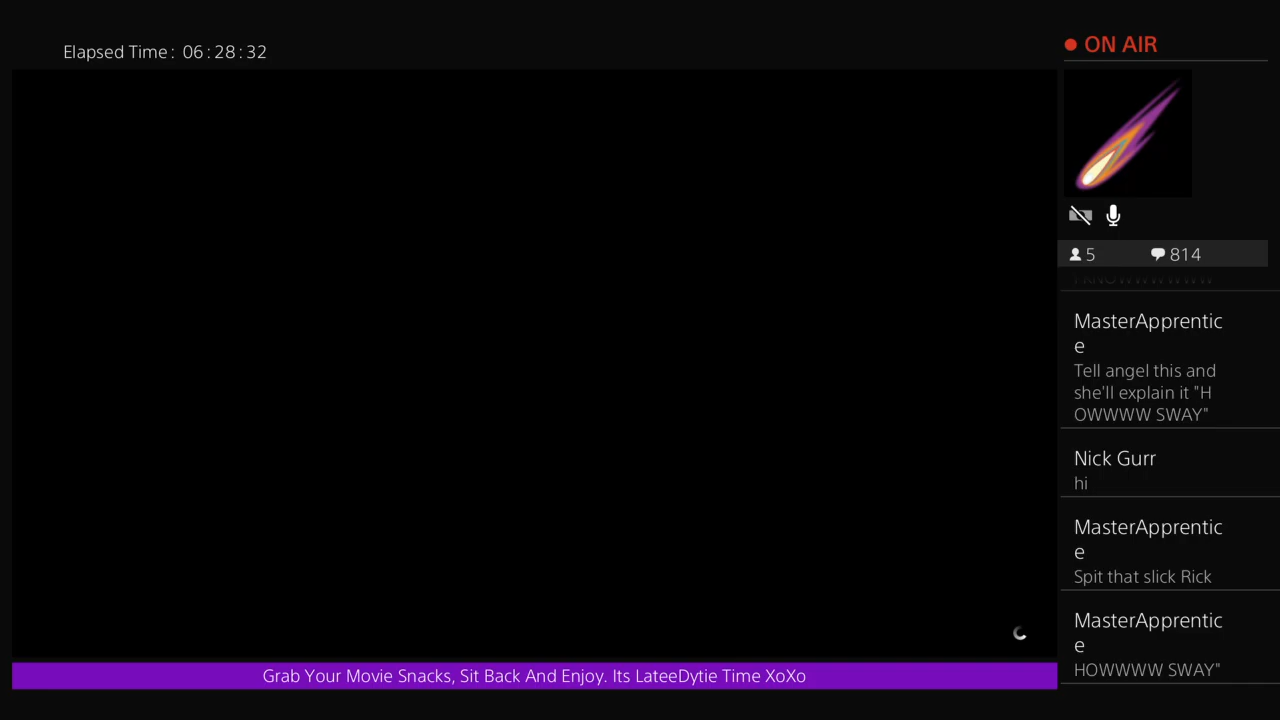 Elapsed Time: 06:28:32
ON AIR
5 814
I KNOWWWWWW
MasterApprentic
e
Tell angel this and
she'll explain it "H
OWWWW SWAY"
Nick Gurr
hi
MasterApprentic
e
Spit that slick Rick
MasterApprentic
e
HOWWWW SWAY"
Grab Your Movie Snacks, Sit Back And Enjoy. Its LateeDytie Time XoXo